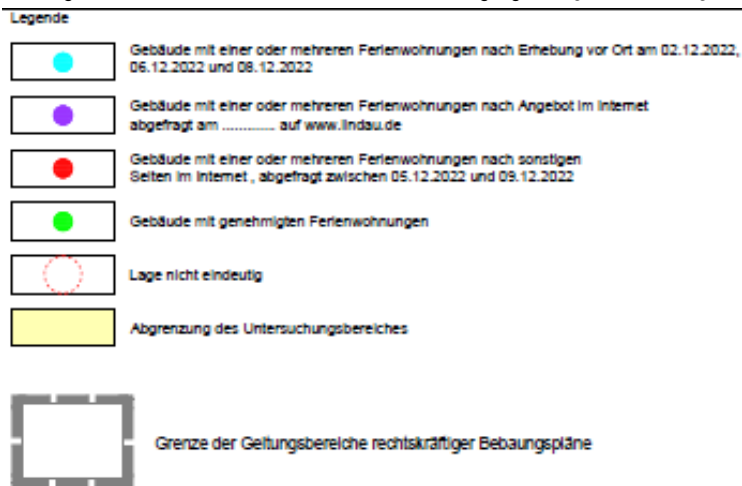 Legende
Gebäude mit einer oder mehreren Ferienwohnungen nach Erhebung vor Ort am 02.12.2022,
06.12.2022 und 08.12.2022
Gebäude mit einer oder mehreren Ferienwohnungen nach Angebot im Internet
abgefragt am ............. auf www.lindau.de
Gebäude mit einer oder mehreren Ferienwohnungen nach sonstigen
Seiten im Internet , abgefragt zwischen 05.12.2022 und 09.12.2022
Gebäude mit genehmigten Ferienwohnungen
Lage nicht eindeutig
Abgrenzung des Untersuchungsbereiches
Grenze der Geltungsbereiche rechtskräftiger Bebaungspläne